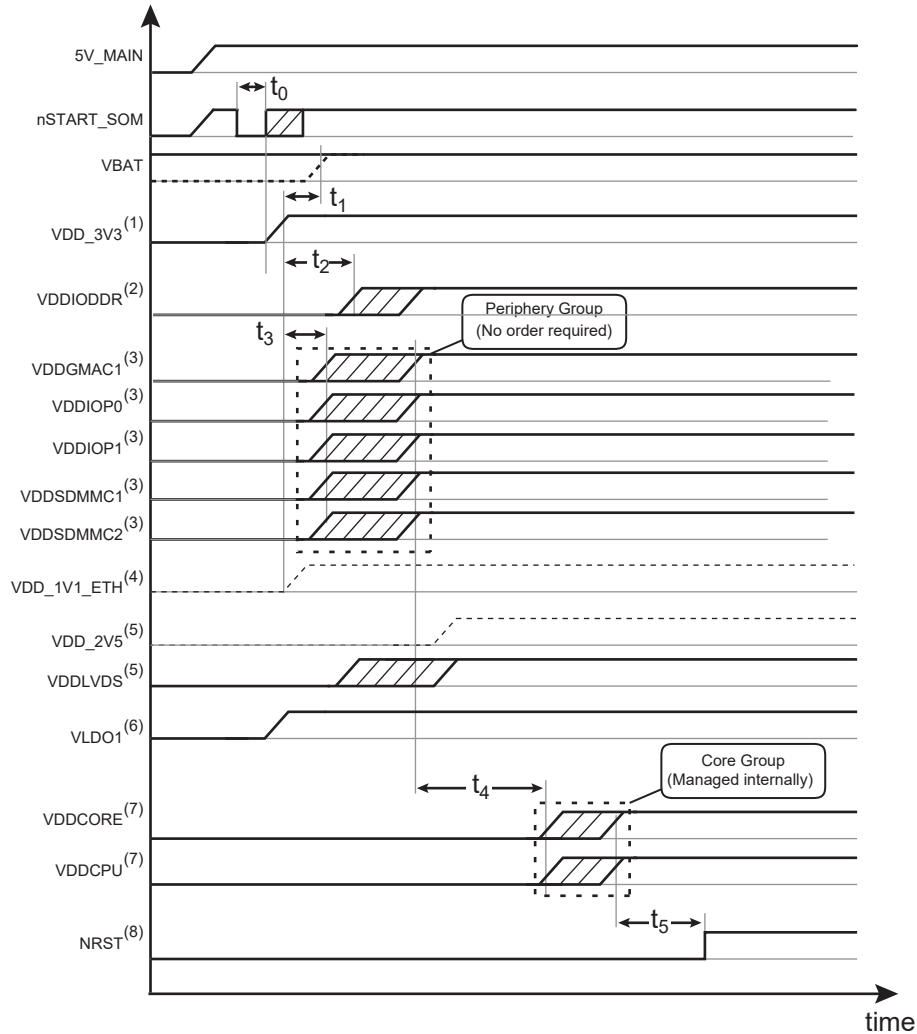 5V_MAIN
t0
nSTART_SOM
VBAT
t1
VDD_3V3(1)
t2
VDDIODDR(2)
Periphery Group
(No order required)
t3
VDDGMAC1(3)
VDDIOP0(3)
VDDIOP1(3)
VDDSDMMC1(3)
VDDSDMMC2(3)
VDD_1V1_ETH(4)
VDD_2V5(5)
VDDLVDS(5)
VLDO1(6)
Core Group
(Managed internally)
t4
VDDCORE(7)
VDDCPU(7)
t5
NRST(8)
time